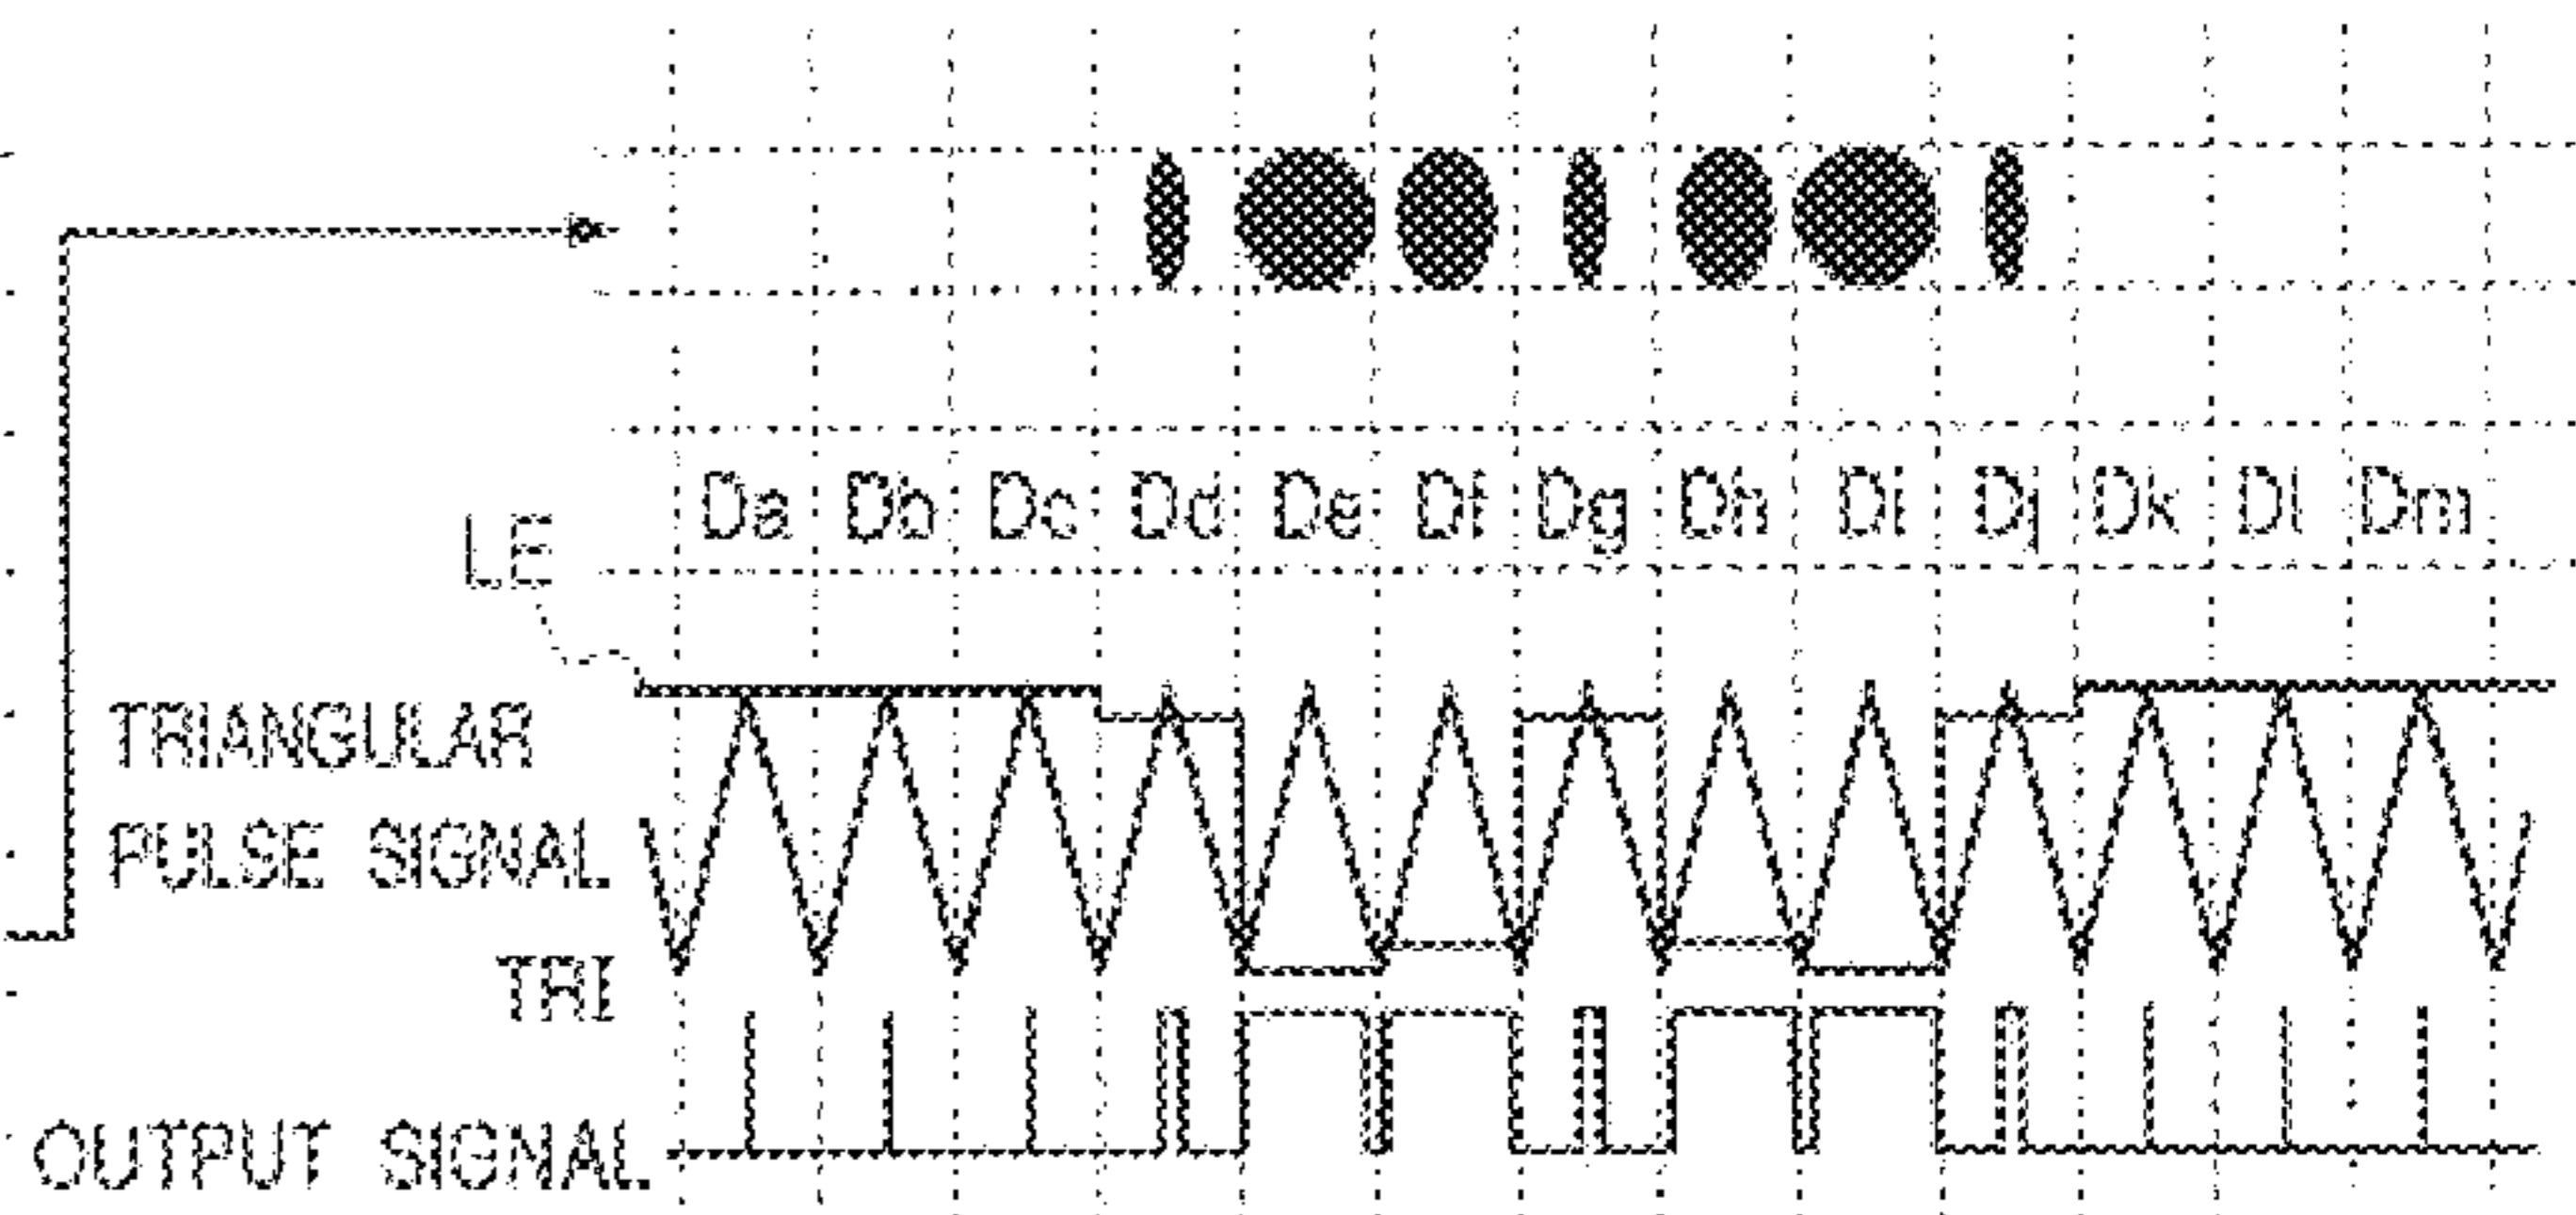 Da Db Dc Dd De Df Dg Dh Di Dj Dk Dl Dm
LE
TRIANGULAR
PULSE SIGNAL
TRI
OUTPUT SIGNAL